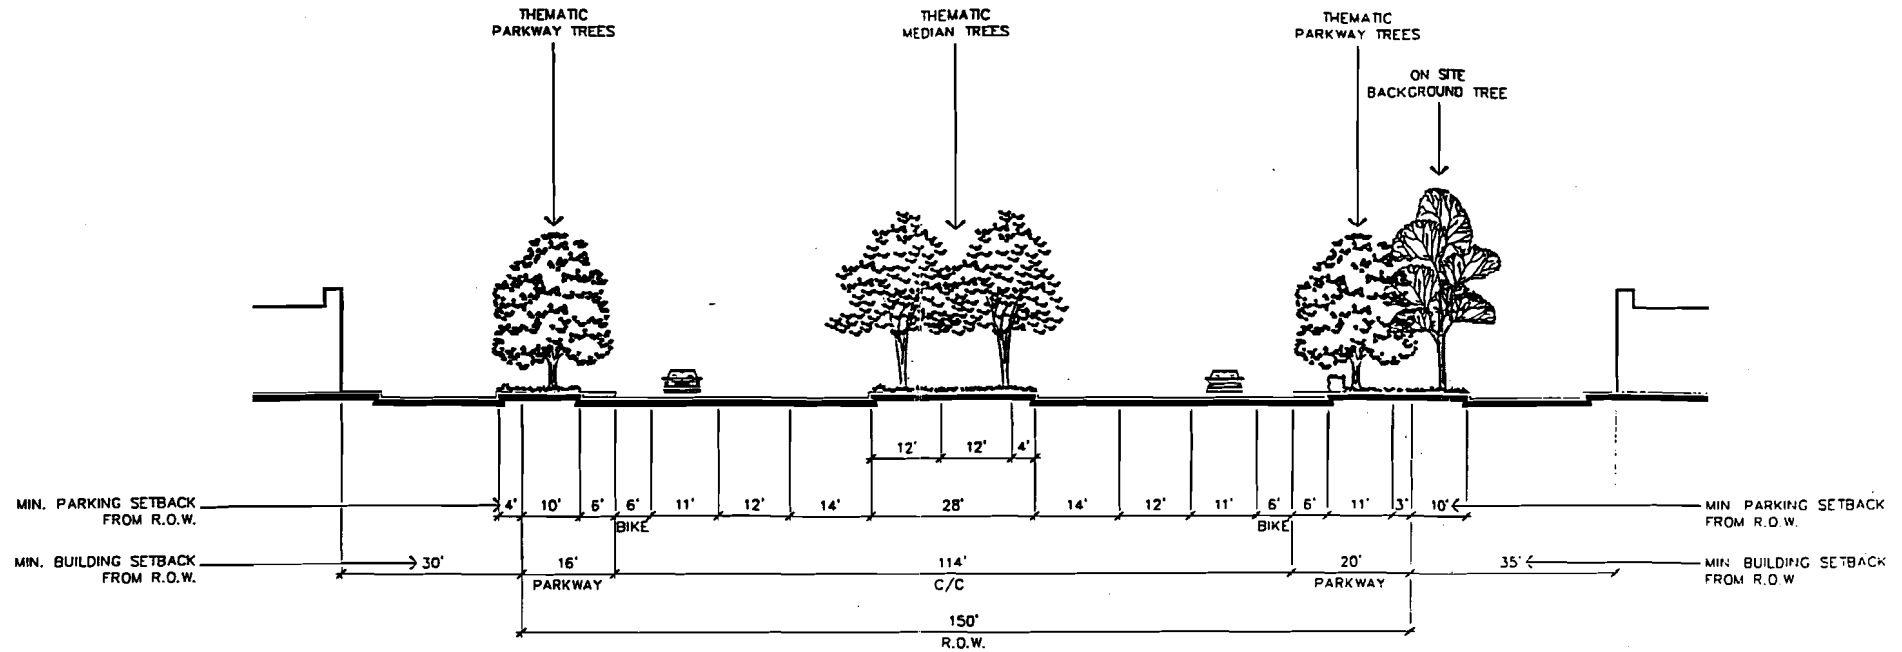 THEMATIC
PARKWAY TREES
THEMATIC
MEDIAN TREES
THEMATIC
PARKWAY TREES
ON SITE
BACKGROUND TREE
12' 12' 4'
MIN. PARKING SETBACK
FROM R.O.W.
4' 10' 6' 6' 11' 12' 14' 28' 14' 12' 11' 6' 6' 11' 3' 10'
BIKE BIKE
MIN PARKING SETBACK
FROM R.O.W.
MIN. BUILDING SETBACK
FROM R.O.W.
30' 16' 114' 20' 35'
PARKWAY C/C PARKWAY
MIN BUILDING SETBACK
FROM R.O.W
150'
R.O.W.